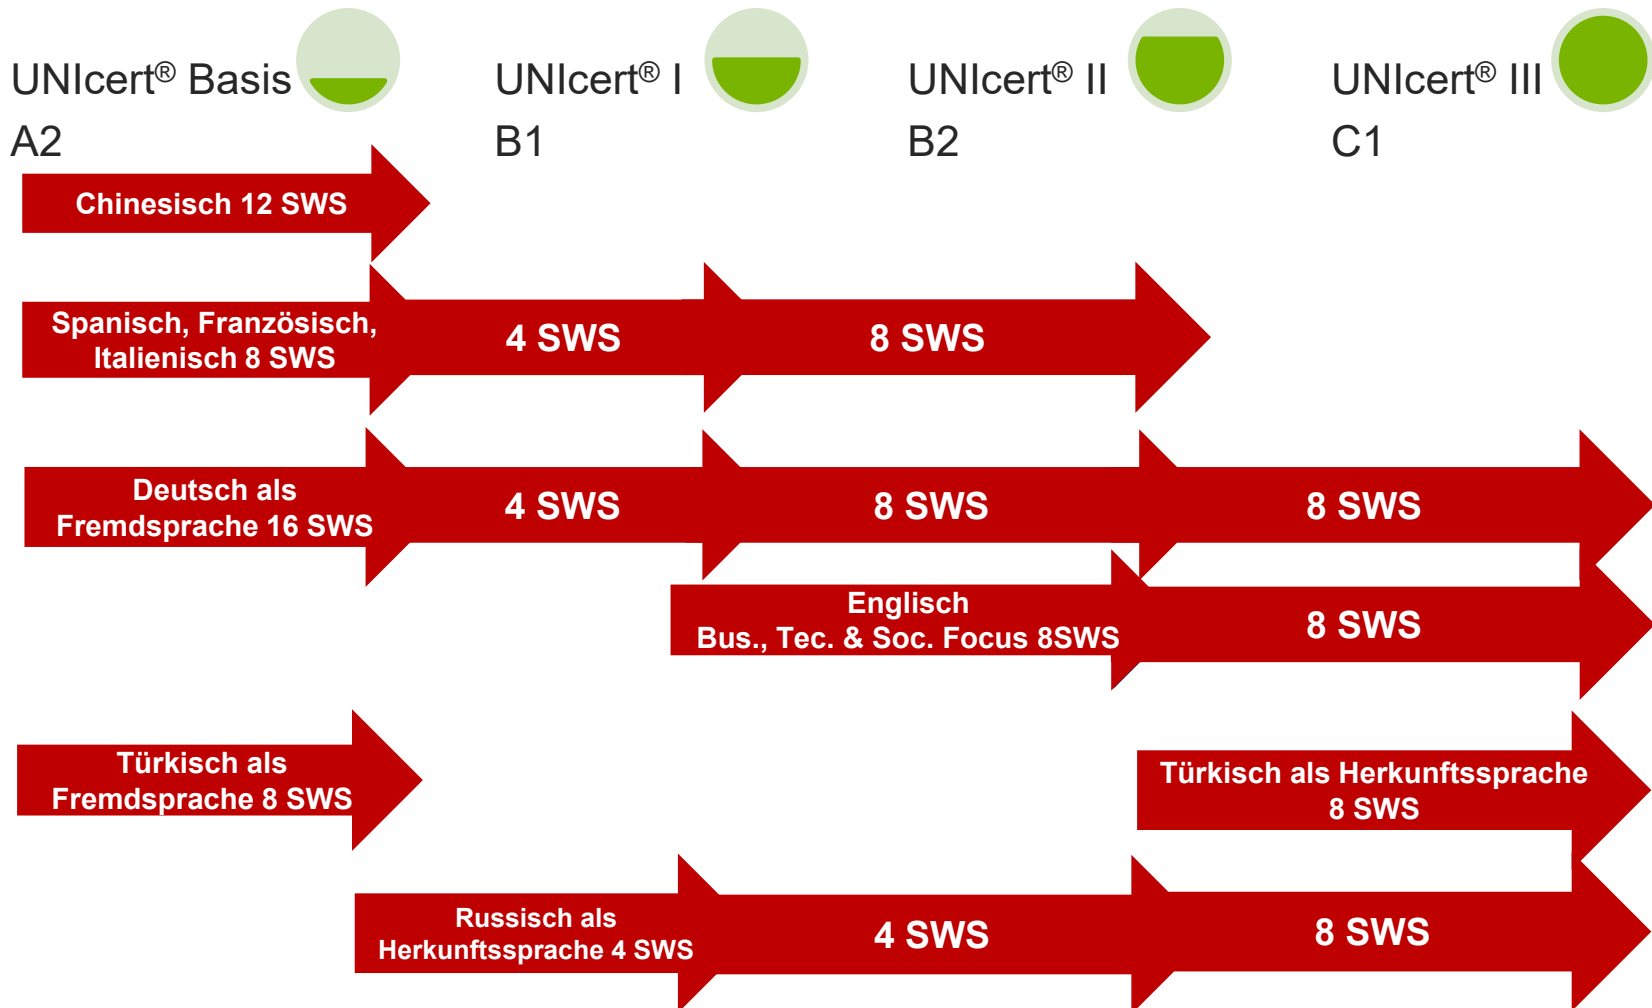 UNIcert® Basis
A2
UNIcert® I
B1
UNIcert® II
B2
UNIcert® III
C1
Chinesisch 12 SWS
Spanisch, Französisch,
Italienisch 8 SWS
4 SWS
8 SWS
Deutsch als
Fremdsprache 16 SWS
4 SWS
8 SWS
8 SWS
Englisch
Bus., Tec. & Soc. Focus 8SWS
8 SWS
Türkisch als
Fremdsprache 8 SWS
Türkisch als Herkunftssprache
8 SWS
Russisch als
Herkunftssprache 4 SWS
4 SWS
8 SWS